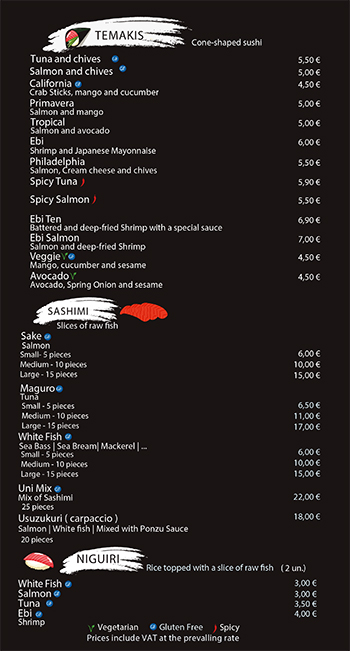 TEMAKIS
Cone-shaped sushi
Tuna and chives 5,50 €
Salmon and chives 5,00 €
California 4,50 €
Crab Sticks, mango and cucumber
Primavera 5,00 €
Salmon and mango
Tropical 5,00 €
Salmon and avocado
Ebi 6,00 €
Shrimp and Japanese Mayonnaise
Philadelphia 5,50 €
Salmon, Cream cheese and chives
Spicy Tuna 5,90 €
Spicy Salmon 5,50 €
Ebi Ten 6,90 €
Battered and deep-fried Shrimp with a special sauce
Ebi Salmon 7,00 €
Salmon and deep-fried Shrimp
Veggie 4,50 €
Mango, cucumber and sesame
Avocado 4,50 €
Avocado, Spring Onion and sesame
SASHIMI
Slices of raw fish
Sake
Salmon
Small- 5 pieces 6,00 €
Medium - 10 pieces 10,00 €
Large - 15 pieces 15,00 €
Maguro
Tuna
Small - 5 pieces 6,50 €
Medium - 10 pieces 11,00 €
Large - 15 pieces 17,00 €
White Fish
Sea Bass | Sea Bream| Mackerel | ...
Small - 5 pieces 6,00 €
Medium - 10 pieces 10,00 €
Large - 15 pieces 15,00 €
Uni Mix 22,00 €
Mix of Sashimi
25 pieces
Usuzukuri ( carpaccio ) 18,00 €
Salmon | White fish | Mixed with Ponzu Sauce
20 pieces
NIGUIRI
Rice topped with a slice of raw fish ( 2 un.)
White Fish 3,00 €
Salmon 3,00 €
Tuna 3,50 €
Ebi 4,00 €
Shrimp
Vegetarian GF Gluten Free Spicy
Prices include VAT at the prevalling rate